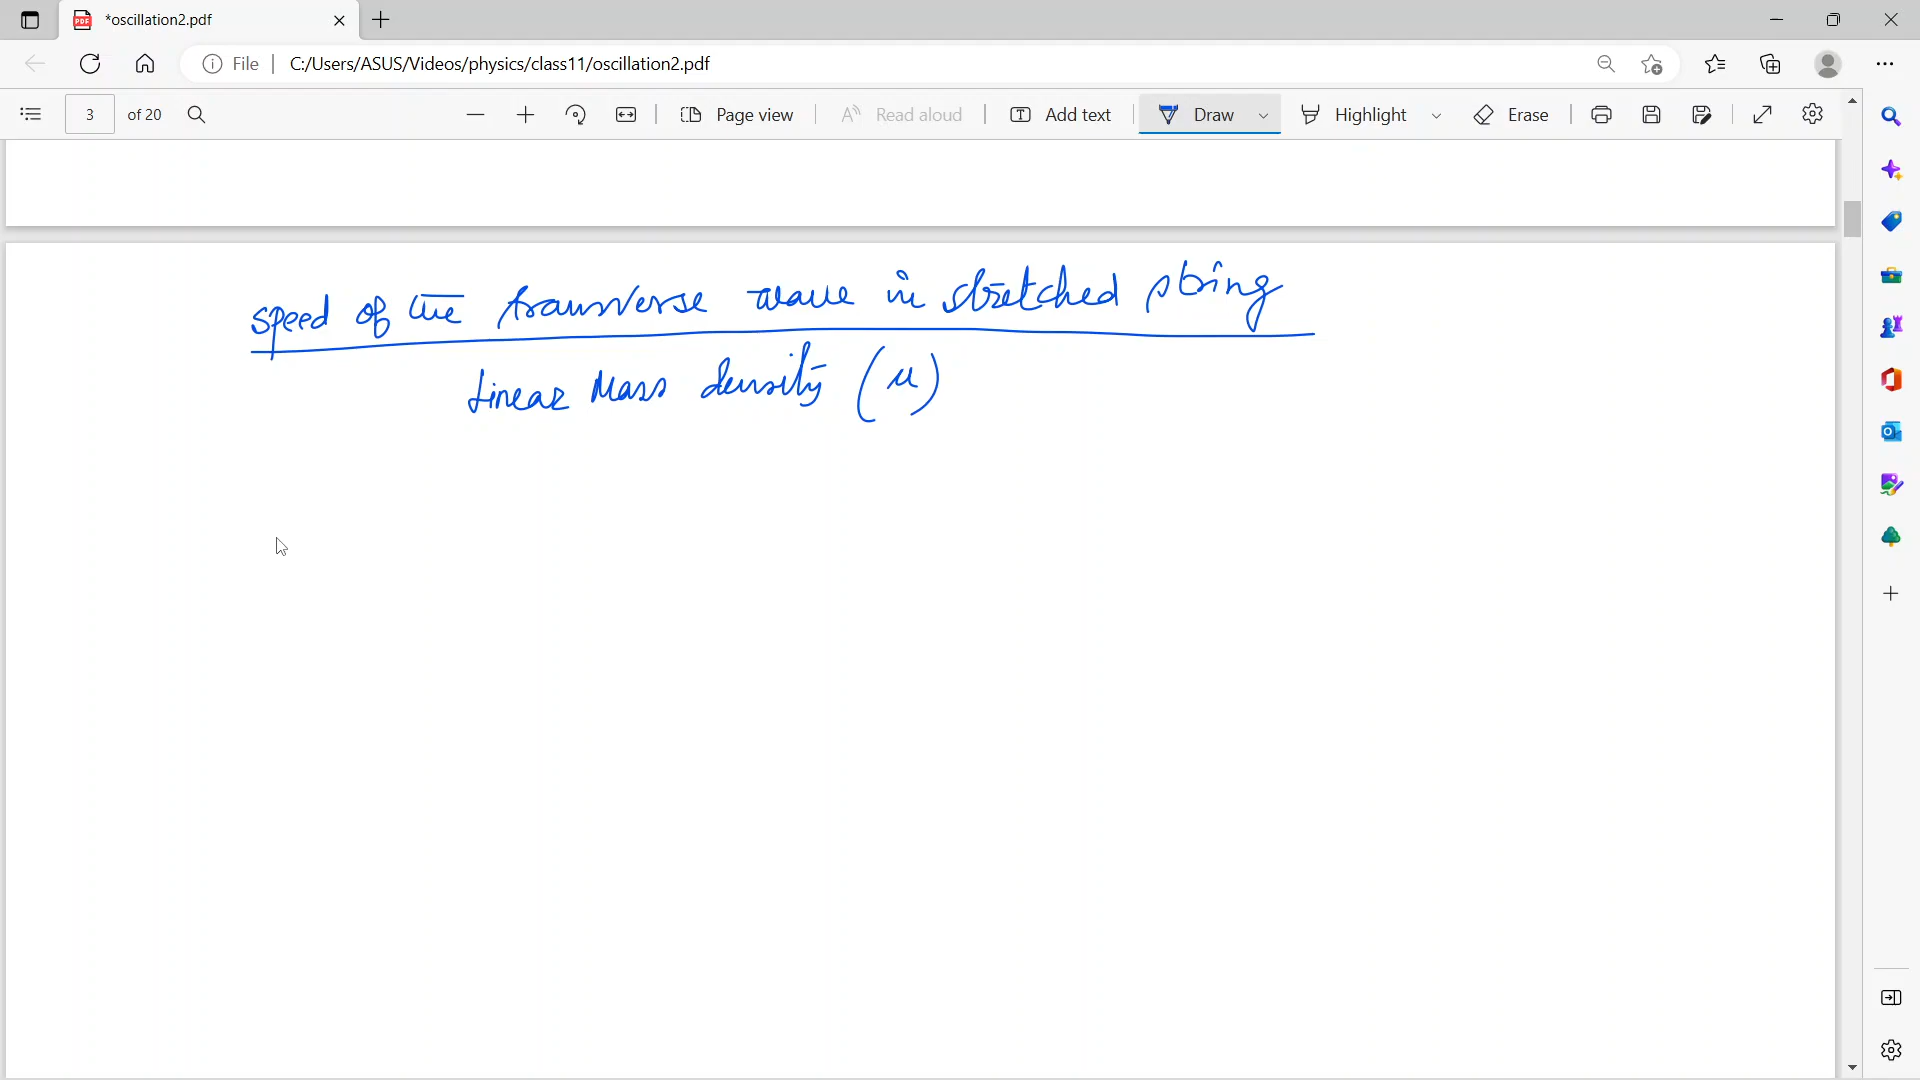 *oscillation2.pdf
File | C:/Users/ASUS/Videos/physics/class11/oscillation2.pdf
3 of 20 Page view Read aloud Add text Draw Highlight Erase
speed of the transverse wave in stretched string
Linear Mass density (μ)